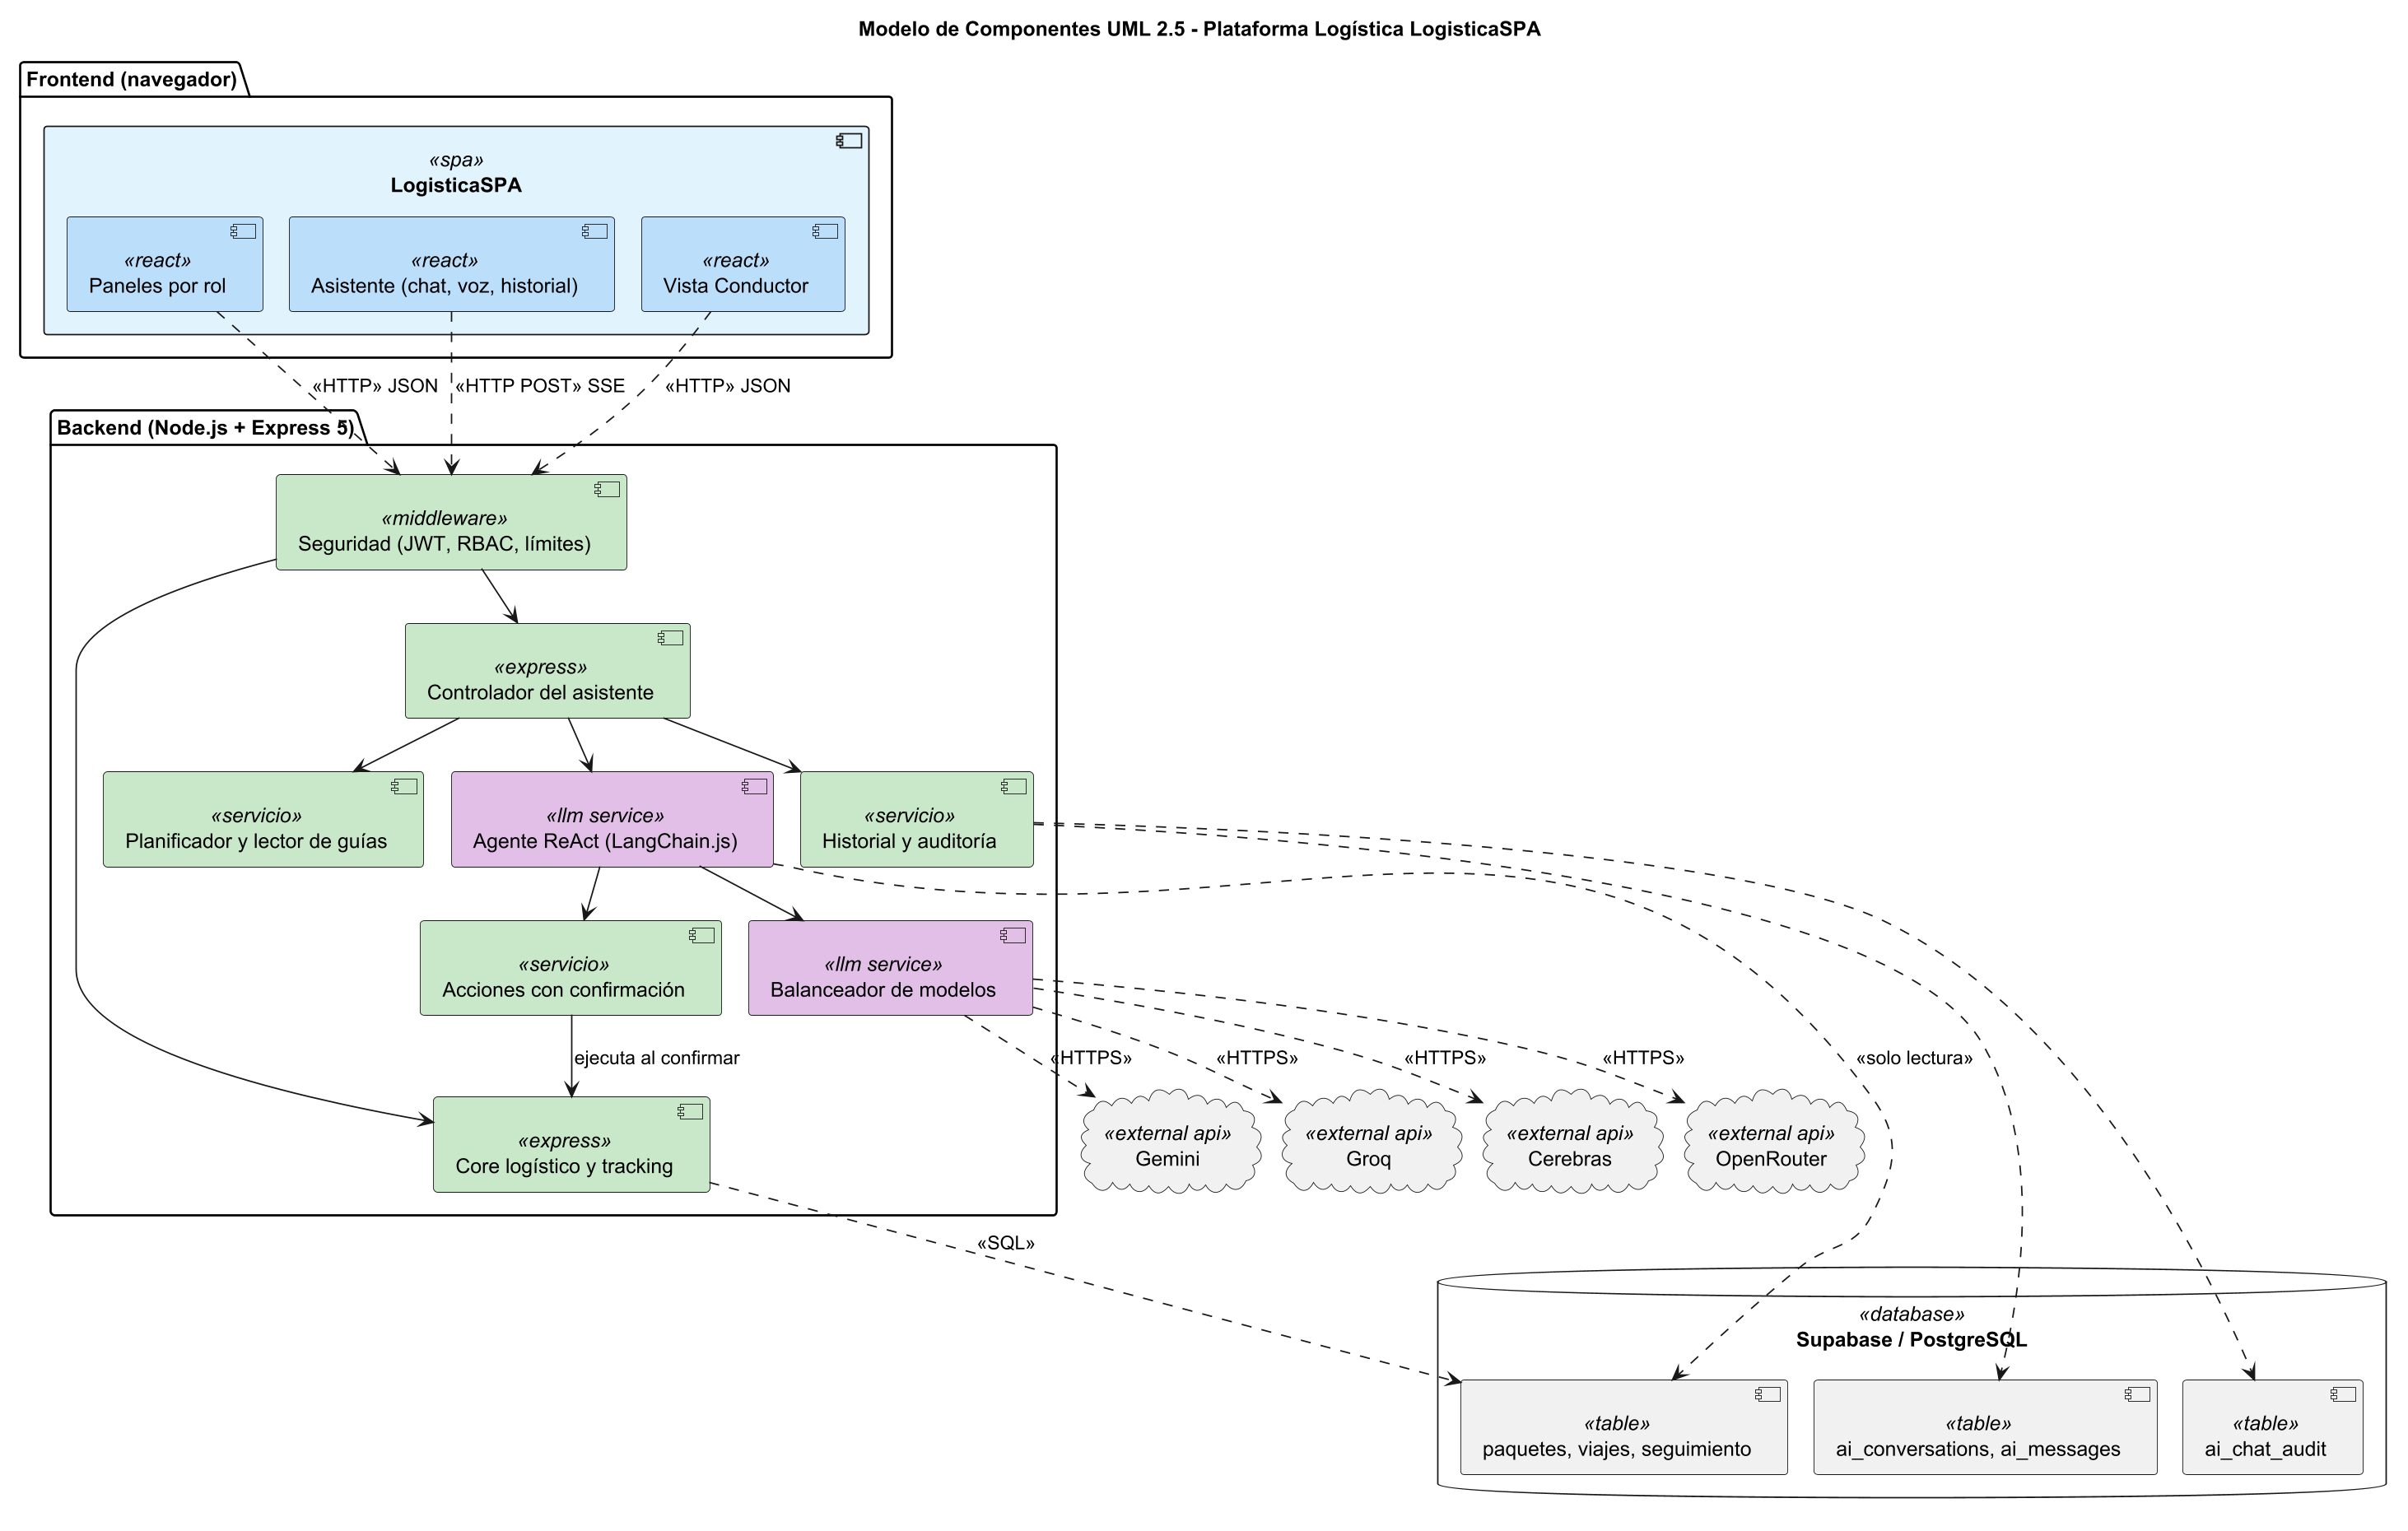 Modelo de Componentes UML 2.5 - Plataforma Logística LogisticaSPA
Frontend (navegador)
«spa»
LogisticaSPA
«react»
Paneles por rol
«react»
Asistente (chat, voz, historial)
«react»
Vista Conductor
«HTTP» JSON
«HTTP POST» SSE
«HTTP» JSON
Backend (Node.js + Express 5)
«middleware»
Seguridad (JWT, RBAC, límites)
«express»
Controlador del asistente
«servicio»
Planificador y lector de guías
«llm service»
Agente ReAct (LangChain.js)
«servicio»
Historial y auditoría
«servicio»
Acciones con confirmación
«llm service»
Balanceador de modelos
ejecuta al confirmar
«HTTPS»
«HTTPS»
«HTTPS»
«HTTPS»
«solo lectura»
«express»
Core logístico y tracking
«external api»
Gemini
«external api»
Groq
«external api»
Cerebras
«external api»
OpenRouter
«SQL»
«database»
Supabase / PostgreSQL
«table»
paquetes, viajes, seguimiento
«table»
ai_conversations, ai_messages
«table»
ai_chat_audit